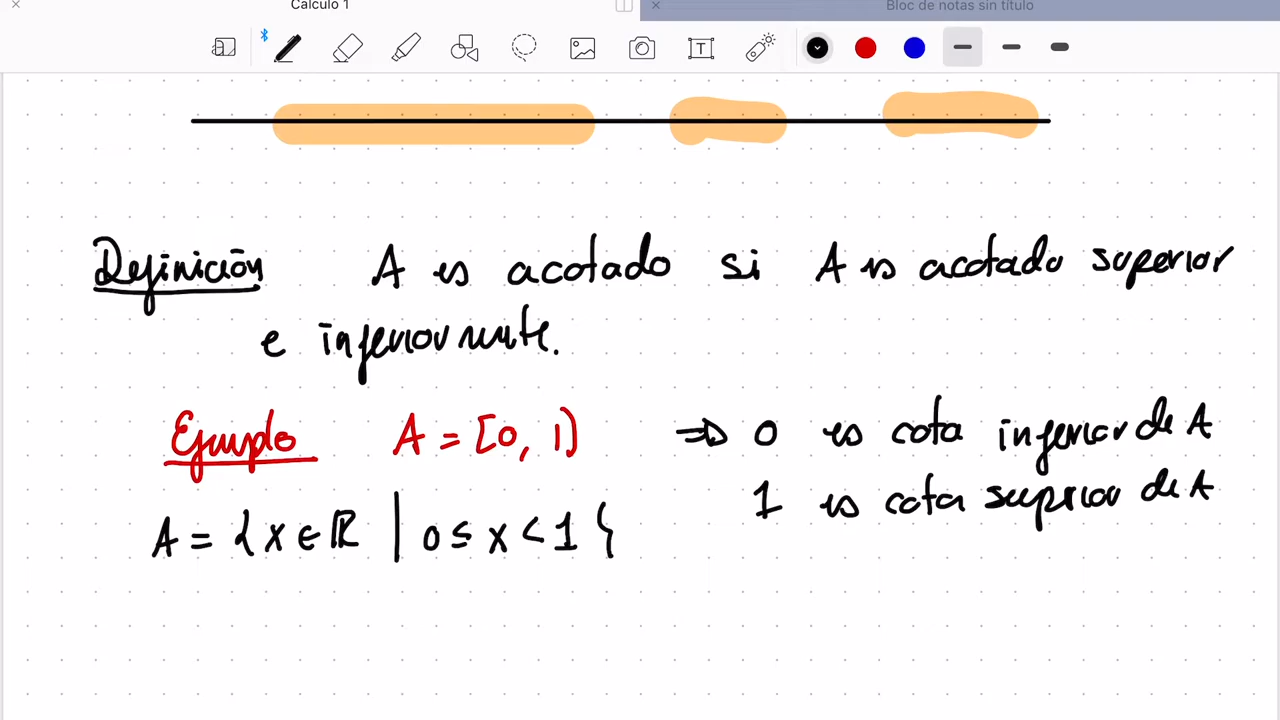 Calculo 1
Bloc de notas sin título
Definición A es acotado si A es acotado superior
e inferiormente.
Ejemplo A = [0, 1) ⇒ 0 es cota inferior de A
1 es cota superior de A
A = { x ∈ ℝ | 0 ≤ x < 1 }